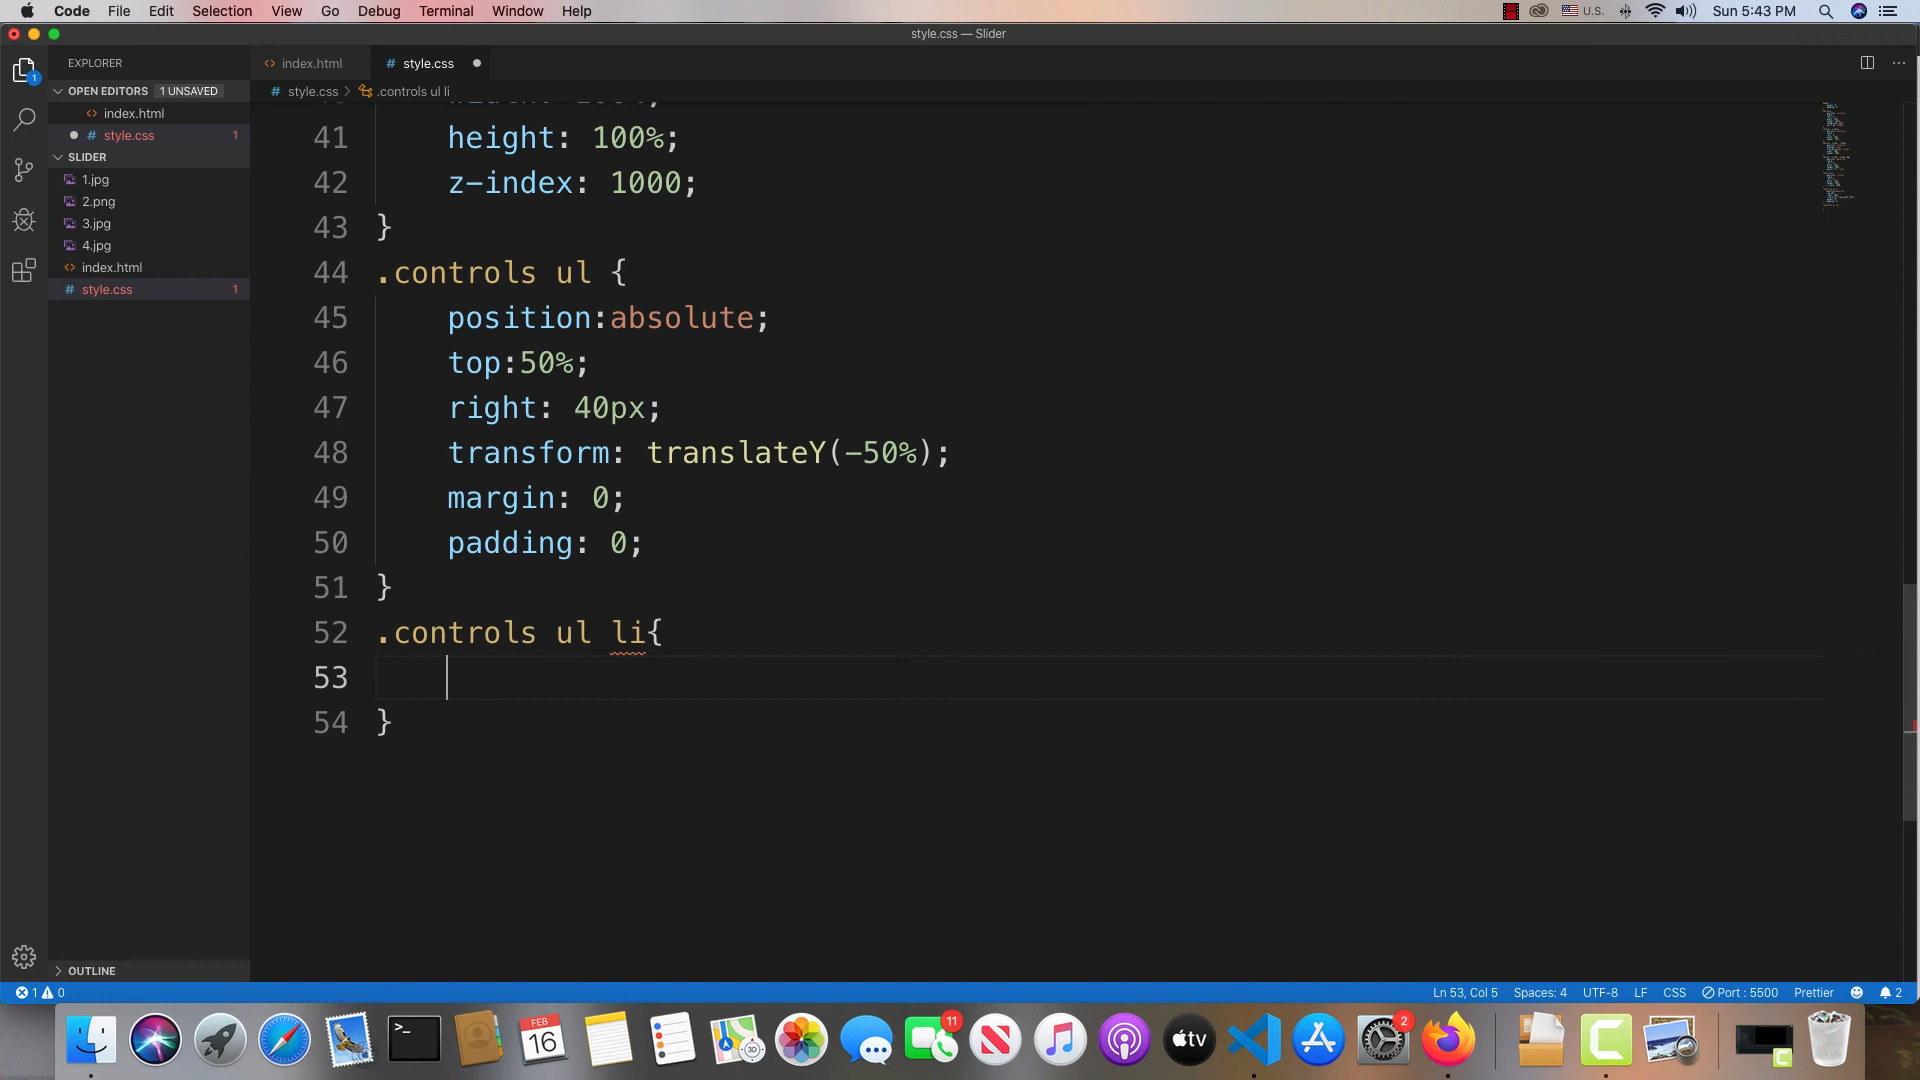 Code File Edit Selection View Go Debug Terminal Window Help U.S. Sun 5:43 PM
style.css — Slider
EXPLORER
index.html
style.css
1
OPEN EDITORS 1 UNSAVED
style.css > .controls ul li
index.html
style.css 1
SLIDER
1.jpg
2.png
3.jpg
4.jpg
index.html
style.css 1
41 height: 100%;
42 z-index: 1000;
43 }
44 .controls ul {
45 position:absolute;
46 top:50%;
47 right: 40px;
48 transform: translateY(-50%);
49 margin: 0;
50 padding: 0;
51 }
52 .controls ul li{
53
54 }
OUTLINE
1 0 Ln 53, Col 5 Spaces: 4 UTF-8 LF CSS Port : 5500 Prettier 2
FEB
16
3D
11
tv
2